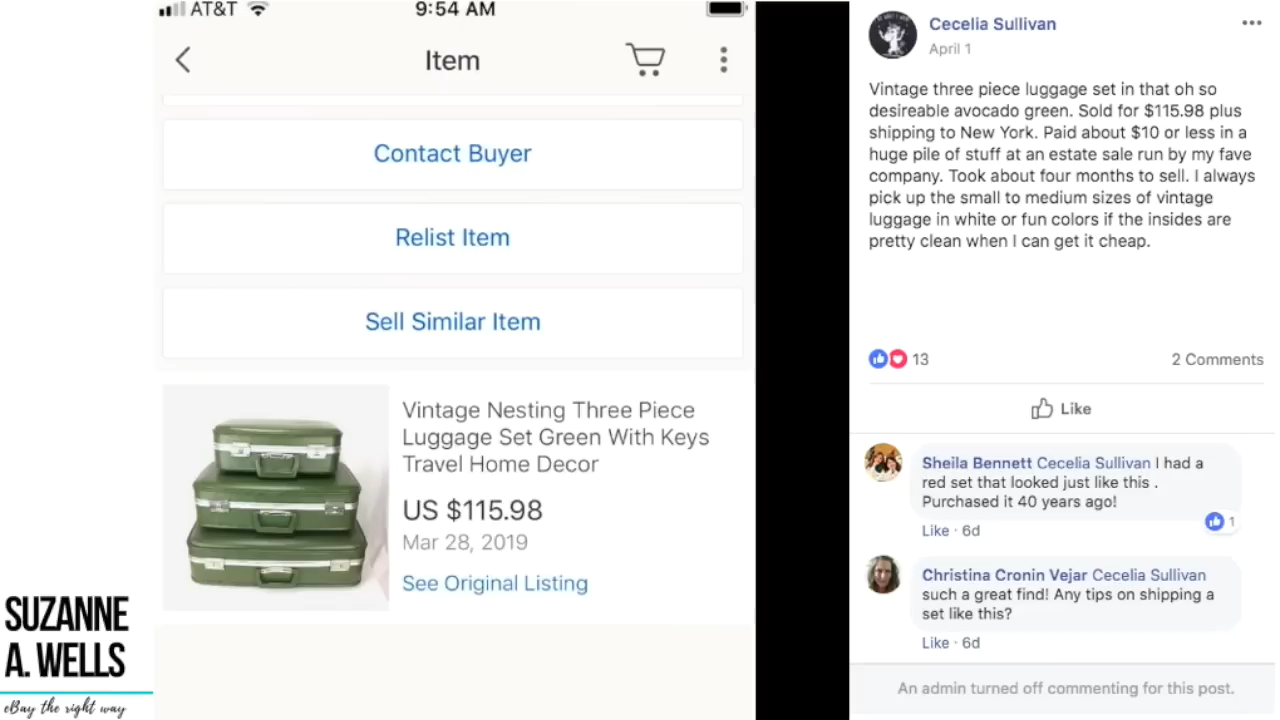 AT&T
9:54 AM
Item
Contact Buyer
Relist Item
Sell Similar Item
Vintage Nesting Three Piece
Luggage Set Green With Keys
Travel Home Decor
US $115.98
Mar 28, 2019
See Original Listing
SUZANNE
A. WELLS
eBay the right way
Cecelia Sullivan
April 1
Vintage three piece luggage set in that oh so
desireable avocado green. Sold for $115.98 plus
shipping to New York. Paid about $10 or less in a
huge pile of stuff at an estate sale run by my fave
company. Took about four months to sell. I always
pick up the small to medium sizes of vintage
luggage in white or fun colors if the insides are
pretty clean when I can get it cheap.
13
2 Comments
Like
Sheila Bennett Cecelia Sullivan I had a
red set that looked just like this .
Purchased it 40 years ago!
1
Like · 6d
Christina Cronin Vejar Cecelia Sullivan
such a great find! Any tips on shipping a
set like this?
Like · 6d
An admin turned off commenting for this post.